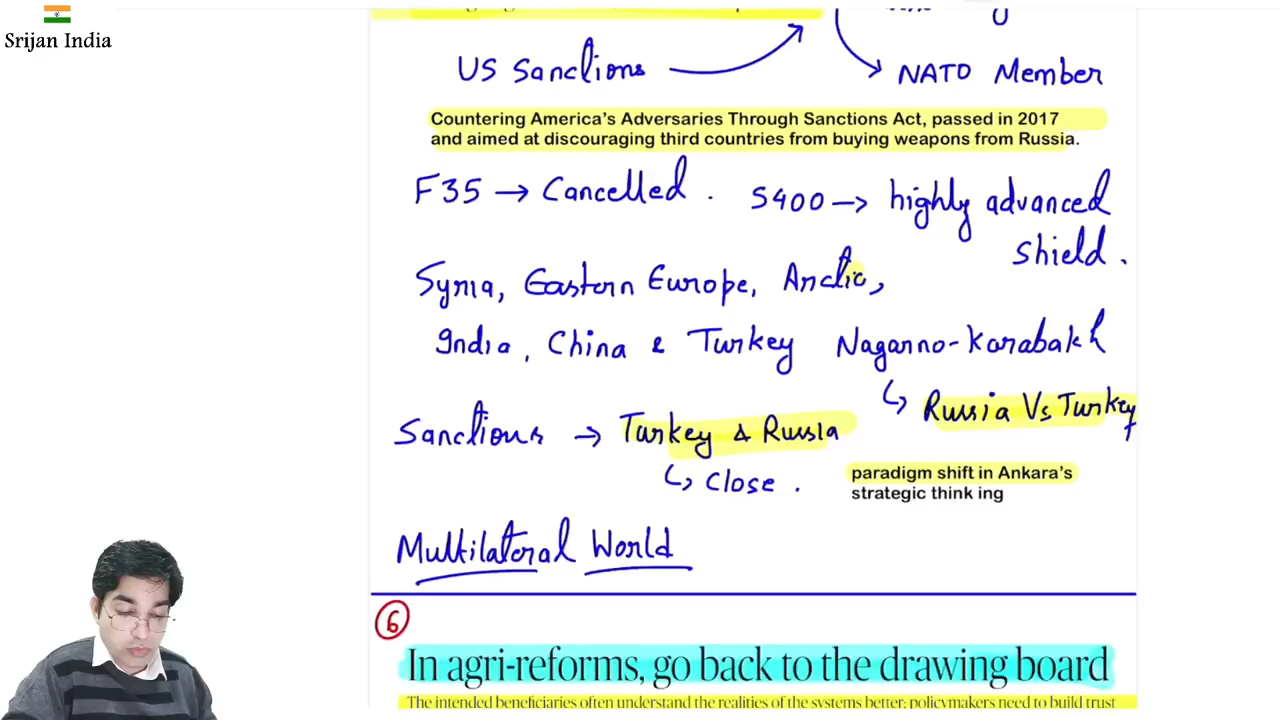 Srijan India
US Sanctions
NATO Member
Countering America's Adversaries Through Sanctions Act, passed in 2017
and aimed at discouraging third countries from buying weapons from Russia.
F35 → Cancelled. S400 → highly advanced
shield.
Syria, Eastern Europe, Arctic,
India, China & Turkey Nagarno-Karabakh
↳ Russia Vs Turkey
Sanctions → Turkey & Russia
↳ Close.
paradigm shift in Ankara's
strategic think ing
Multilateral World
6
In agri-reforms, go back to the drawing board
The intended beneficiaries often understand the realities of the systems better; policymakers need to build trust